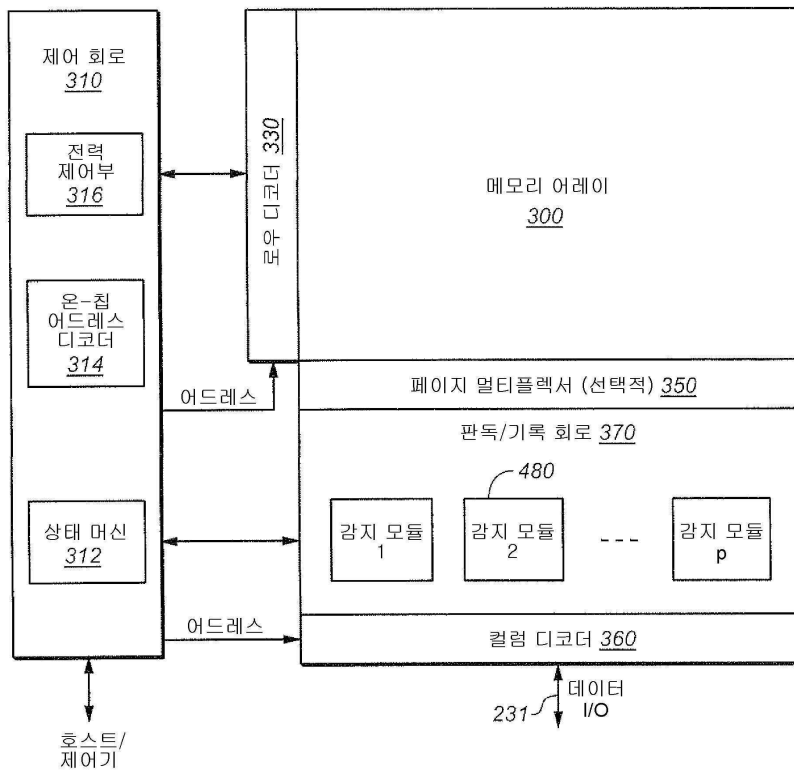 제어 회로
310
전력
제어부
316
온-칩
어드레스
디코더
314
상태 머신
312
호스트/
제어기
로우 디코더 330
어드레스
어드레스
메모리 어레이
300
페이지 멀티플렉서 (선택적) 350
판독/기록 회로 370
480
감지 모듈
1
감지 모듈
2
감지 모듈
p
컬럼 디코더 360
231
데이터
I/O